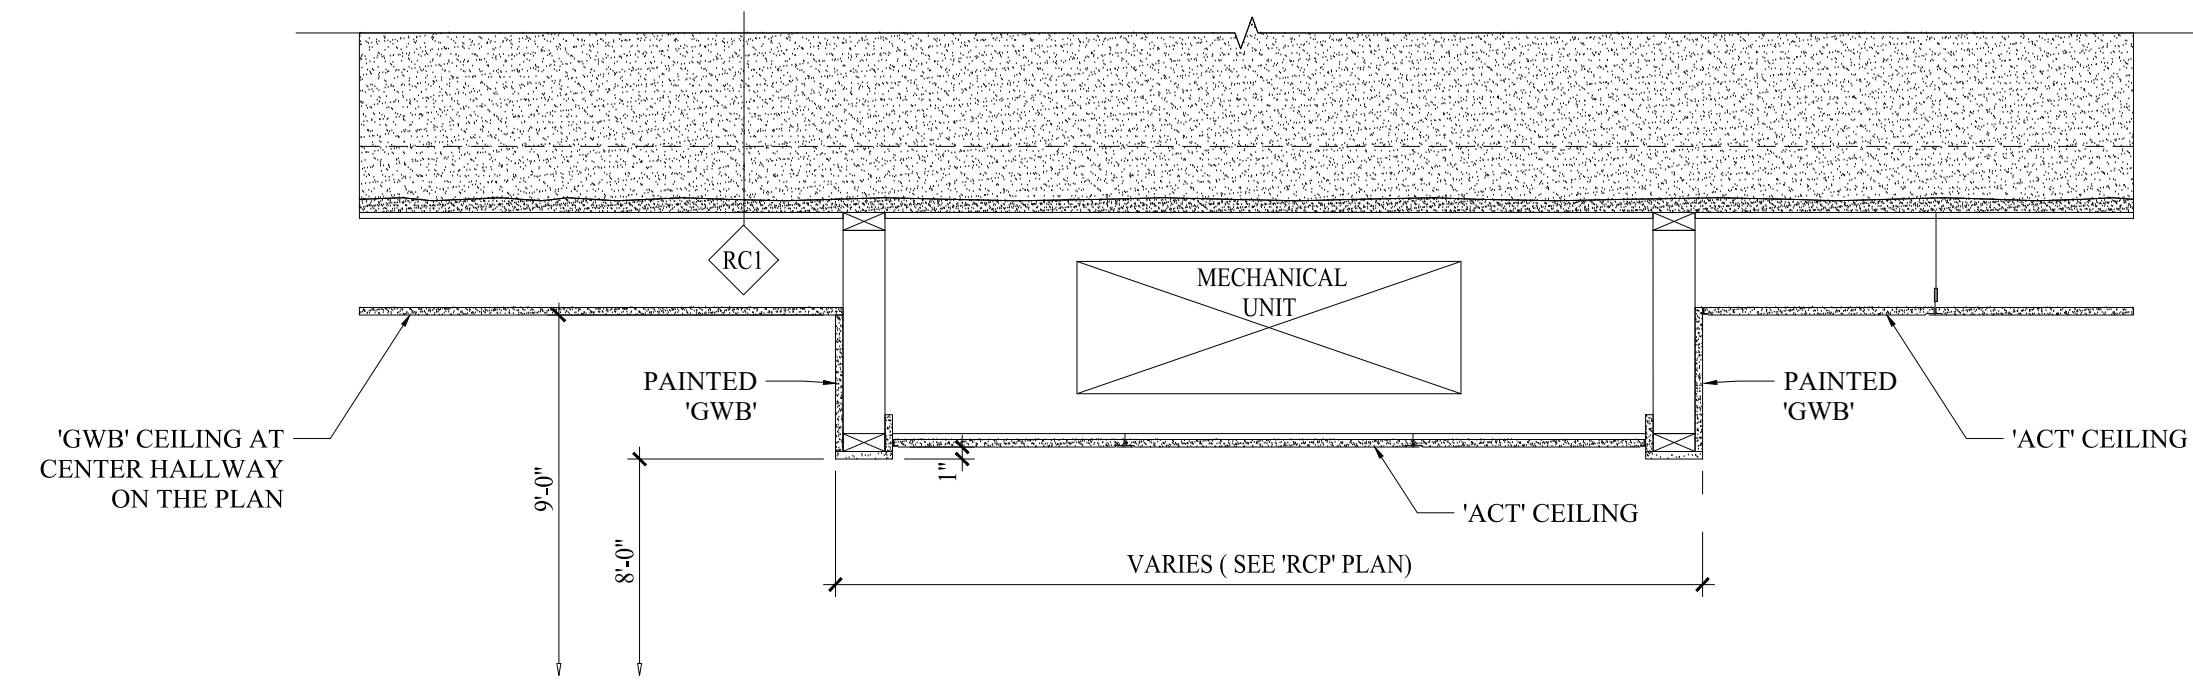 RC1
MECHANICAL
UNIT
PAINTED
'GWB'
PAINTED
'GWB'
'GWB' CEILING AT
CENTER HALLWAY
ON THE PLAN
'ACT' CEILING
9'-0"
1"
'ACT' CEILING
8'-0"
VARIES ( SEE 'RCP' PLAN)